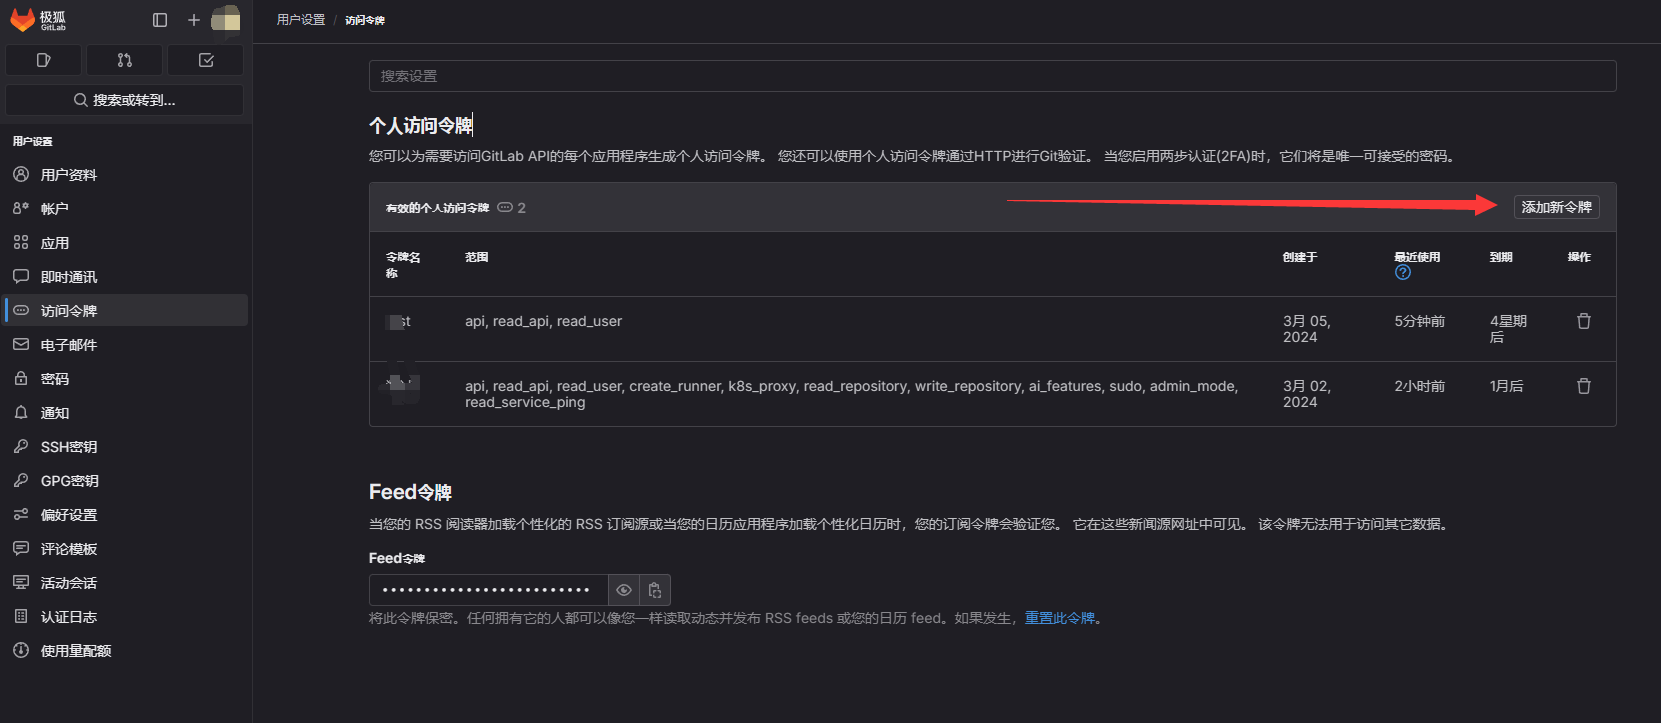 极狐
GitLab
搜索或转到...
用户设置
用户资料
帐户
应用
即时通讯
访问令牌
电子邮件
密码
通知
SSH密钥
GPG密钥
偏好设置
评论模板
活动会话
认证日志
使用量配额
用户设置 / 访问令牌
搜索设置
个人访问令牌
您可以为需要访问GitLab API的每个应用程序生成个人访问令牌。 您还可以使用个人访问令牌通过HTTP进行Git验证。 当您启用两步认证(2FA)时，它们将是唯一可接受的密码。
有效的个人访问令牌 2
添加新令牌
令牌名
称
范围
创建于
最近使用
到期
操作
st
api, read_api, read_user
3月 05,
2024
5分钟前
4星期
后
api, read_api, read_user, create_runner, k8s_proxy, read_repository, write_repository, ai_features, sudo, admin_mode,
read_service_ping
3月 02,
2024
2小时前
1月后
Feed令牌
当您的 RSS 阅读器加载个性化的 RSS 订阅源或当您的日历应用程序加载个性化日历时，您的订阅令牌会验证您。 它在这些新闻源网址中可见。 该令牌无法用于访问其它数据。
Feed令牌
将此令牌保密。任何拥有它的人都可以像您一样读取动态并发布 RSS feeds 或您的日历 feed。如果发生，重置此令牌。